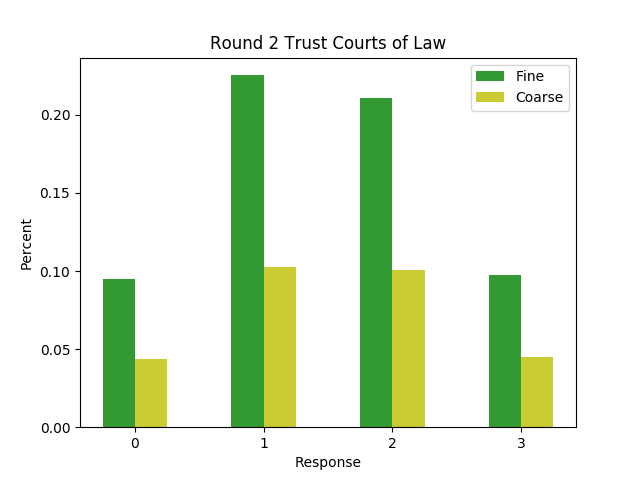 Round 2 Trust Courts of Law
Fine
Coarse
0.20
0.15
0.10
0.05
0.00
Percent
0 1 2 3
Response